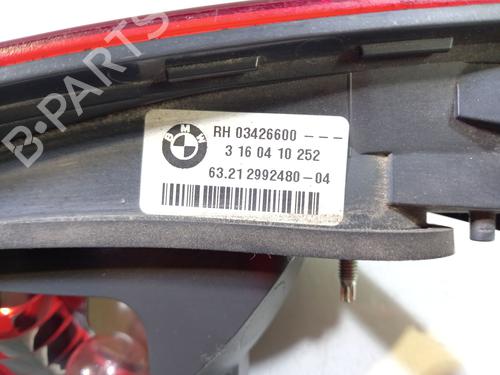 B-PARTS
BMW
RH 03426600 ---
3 16 04 10 252
63.21 2992480-04